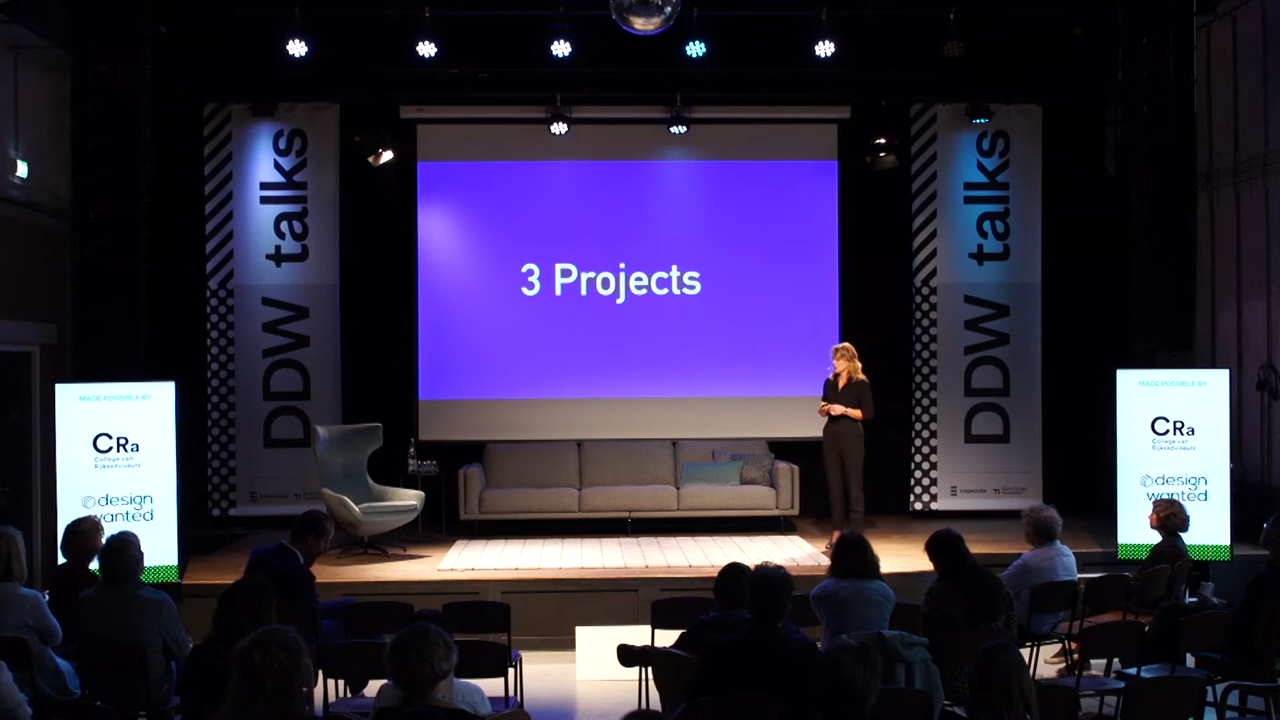 DDW talks
3 Projects
DDW talks
EINDHOVEN
MADE POSSIBLE BY
CRa
College van
Rijksadviseurs
design
wanted
MADE POSSIBLE BY
CRa
College van
Rijksadviseurs
design
wanted